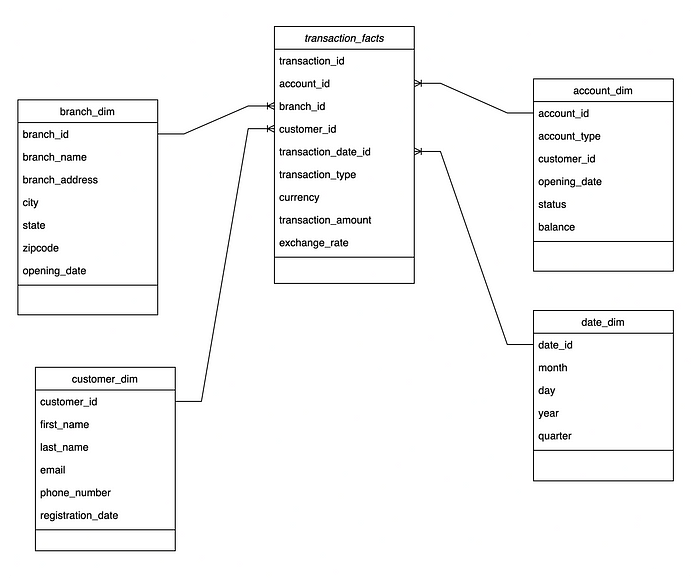 transaction_facts
transaction_id
account_id
branch_id
customer_id
transaction_date_id
transaction_type
currency
transaction_amount
exchange_rate
branch_dim
branch_id
branch_name
branch_address
city
state
zipcode
opening_date
account_dim
account_id
account_type
customer_id
opening_date
status
balance
customer_dim
customer_id
first_name
last_name
email
phone_number
registration_date
date_dim
date_id
month
day
year
quarter